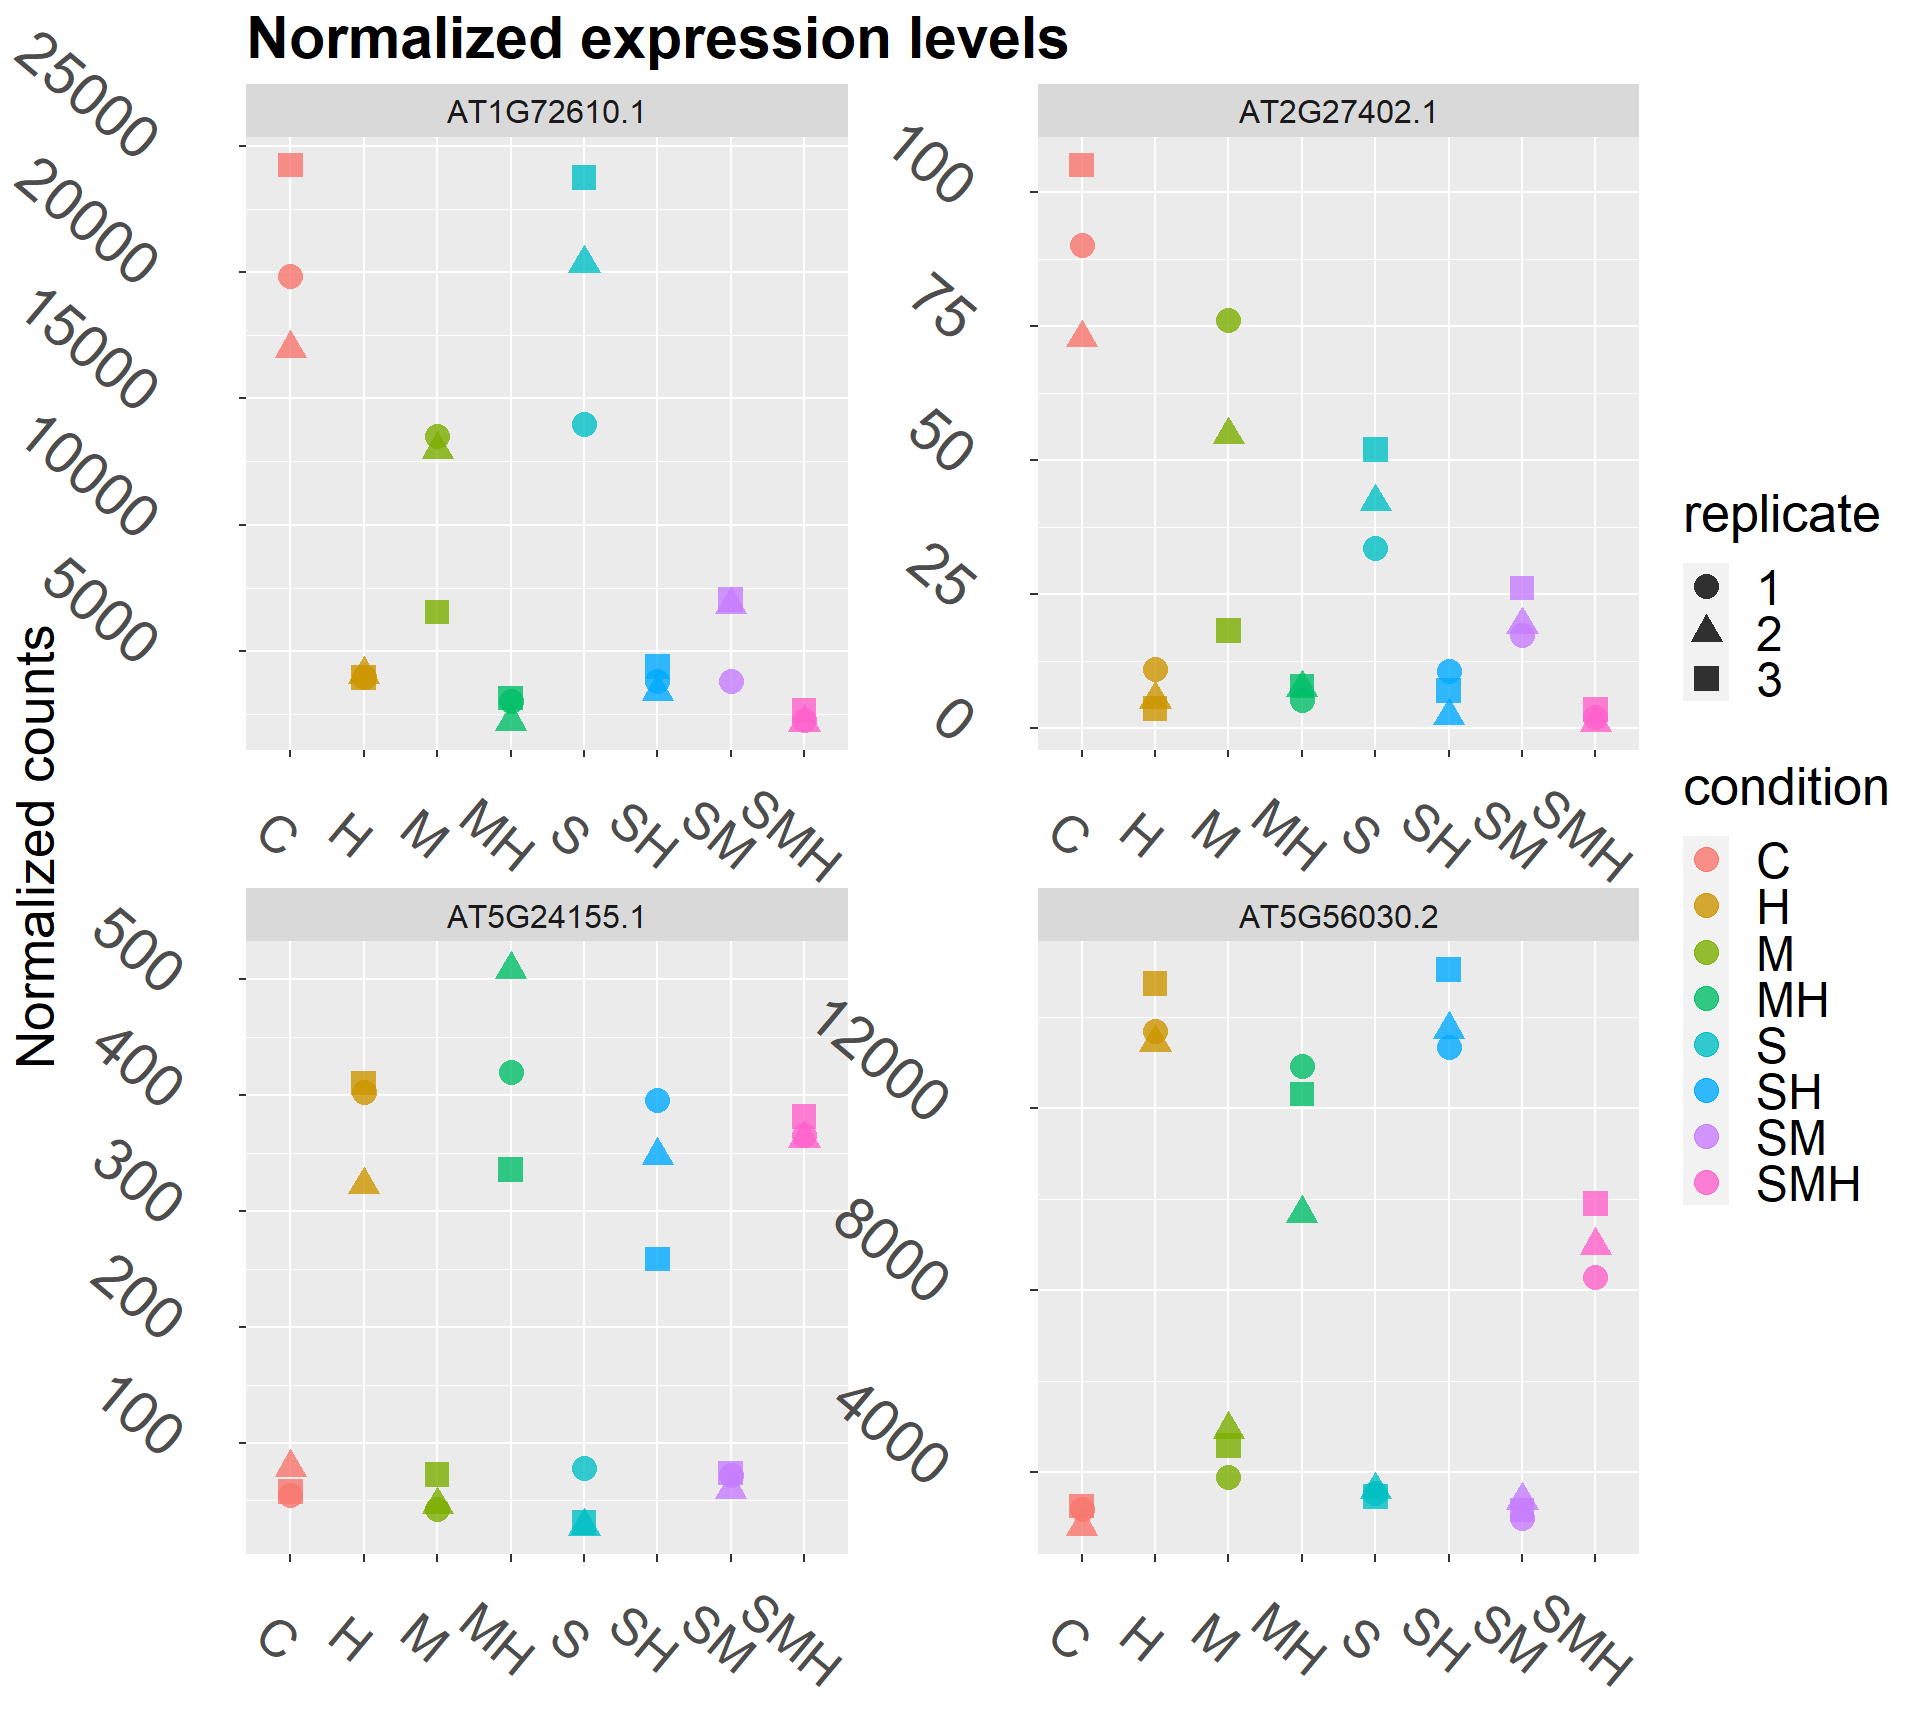 Normalized expression levels
Normalized counts
AT1G72610.1
25000
20000
15000
10000
5000
C H M MH S SH SM SMH
AT2G27402.1
100
75
50
25
0
C H M MH S SH SM SMH
AT5G24155.1
500
400
300
200
100
C H M MH S SH SM SMH
AT5G56030.2
12000
8000
4000
C H M MH S SH SM SMH
replicate
1
2
3
condition
C
H
M
MH
S
SH
SM
SMH